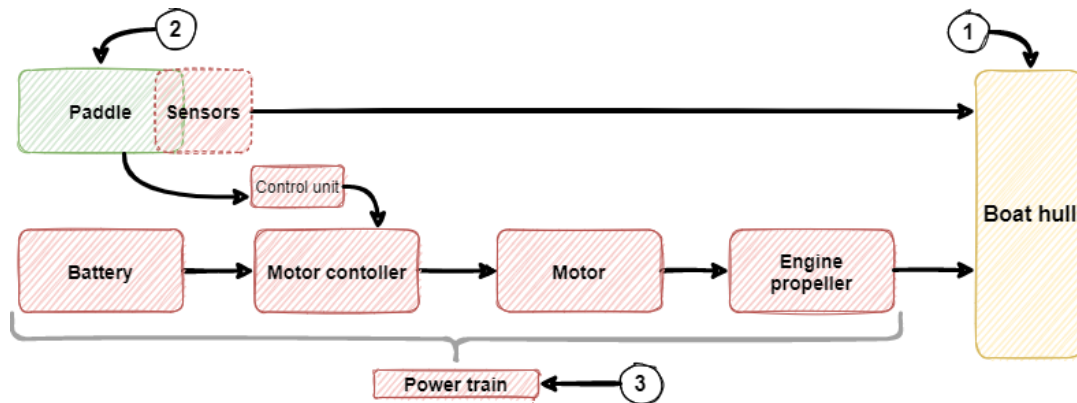 2
1
Paddle
Sensors
Control unit
Boat hull
Battery
Motor contoller
Motor
Engine
propeller
Power train
3